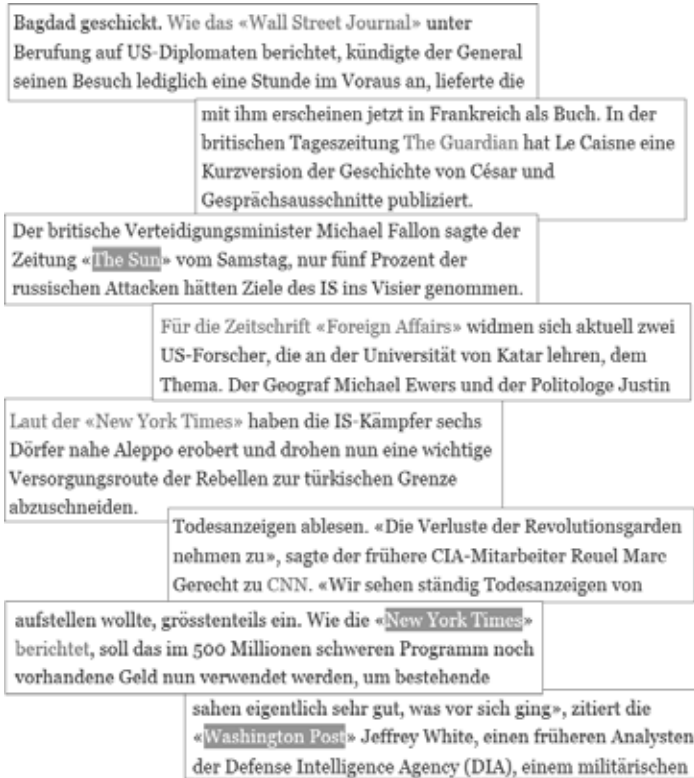 Bagdad geschickt. Wie das «Wall Street Journal» unter
Berufung auf US-Diplomaten berichtet, kündigte der General
seinen Besuch lediglich eine Stunde im Voraus an, lieferte die
mit ihm erscheinen jetzt in Frankreich als Buch. In der
britischen Tageszeitung The Guardian hat Le Caisne eine
Kurzversion der Geschichte von César und
Gesprächsausschnitte publiziert.
Der britische Verteidigungsminister Michael Fallon sagte der
Zeitung «The Sun» vom Samstag, nur fünf Prozent der
russischen Attacken hätten Ziele des IS ins Visier genommen.
Für die Zeitschrift «Foreign Affairs» widmen sich aktuell zwei
US-Forscher, die an der Universität von Katar lehren, dem
Thema. Der Geograf Michael Ewers und der Politologe Justin
Laut der «New York Times» haben die IS-Kämpfer sechs
Dörfer nahe Aleppo erobert und drohen nun eine wichtige
Versorgungsroute der Rebellen zur türkischen Grenze
abzuschneiden.
Todesanzeigen ablesen. «Die Verluste der Revolutionsgarden
nehmen zu», sagte der frühere CIA-Mitarbeiter Reuel Marc
Gerecht zu CNN. «Wir sehen ständig Todesanzeigen von
aufstellen wollte, grösstenteils ein. Wie die «New York Times»
berichtet, soll das im 500 Millionen schweren Programm noch
vorhandene Geld nun verwendet werden, um bestehende
sahen eigentlich sehr gut, was vor sich ging», zitiert die
«Washington Post» Jeffrey White, einen früheren Analysten
der Defense Intelligence Agency (DIA), einem militärischen